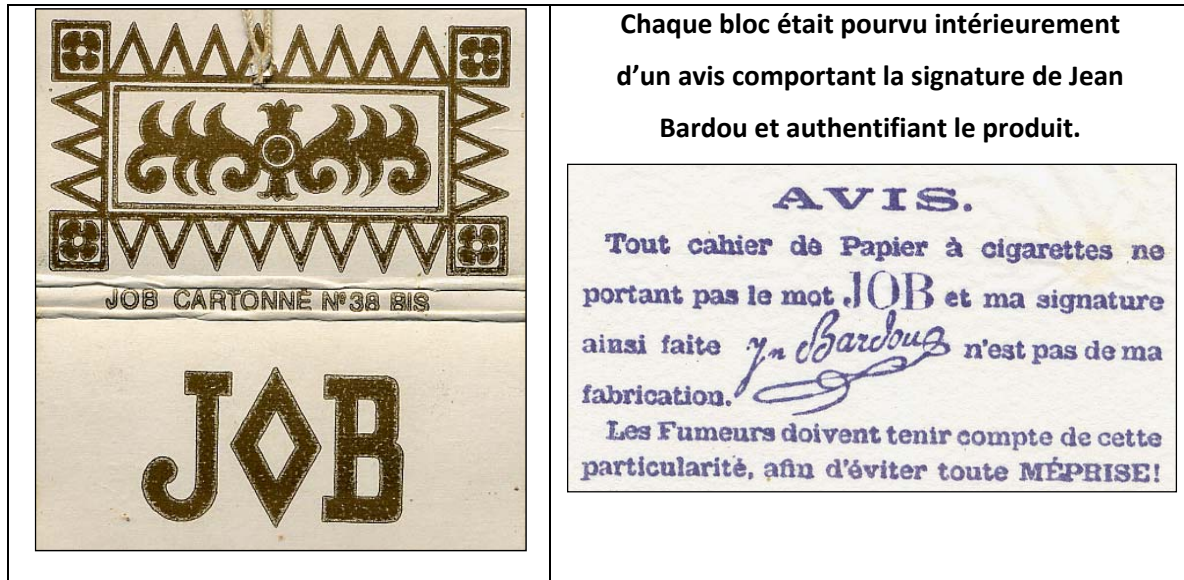 JOB CARTONNÉ Nº 38 BIS
JOB
Chaque bloc était pourvu intérieurement
d'un avis comportant la signature de Jean
Bardou et authentifiant le produit.
AVIS.
Tout cahier de Papier à cigarettes ne
portant pas le mot JOB et ma signature
ainsi faite Jn Bardou n'est pas de ma
fabrication.
Les Fumeurs doivent tenir compte de cette
particularité, afin d'éviter toute MÉPRISE!